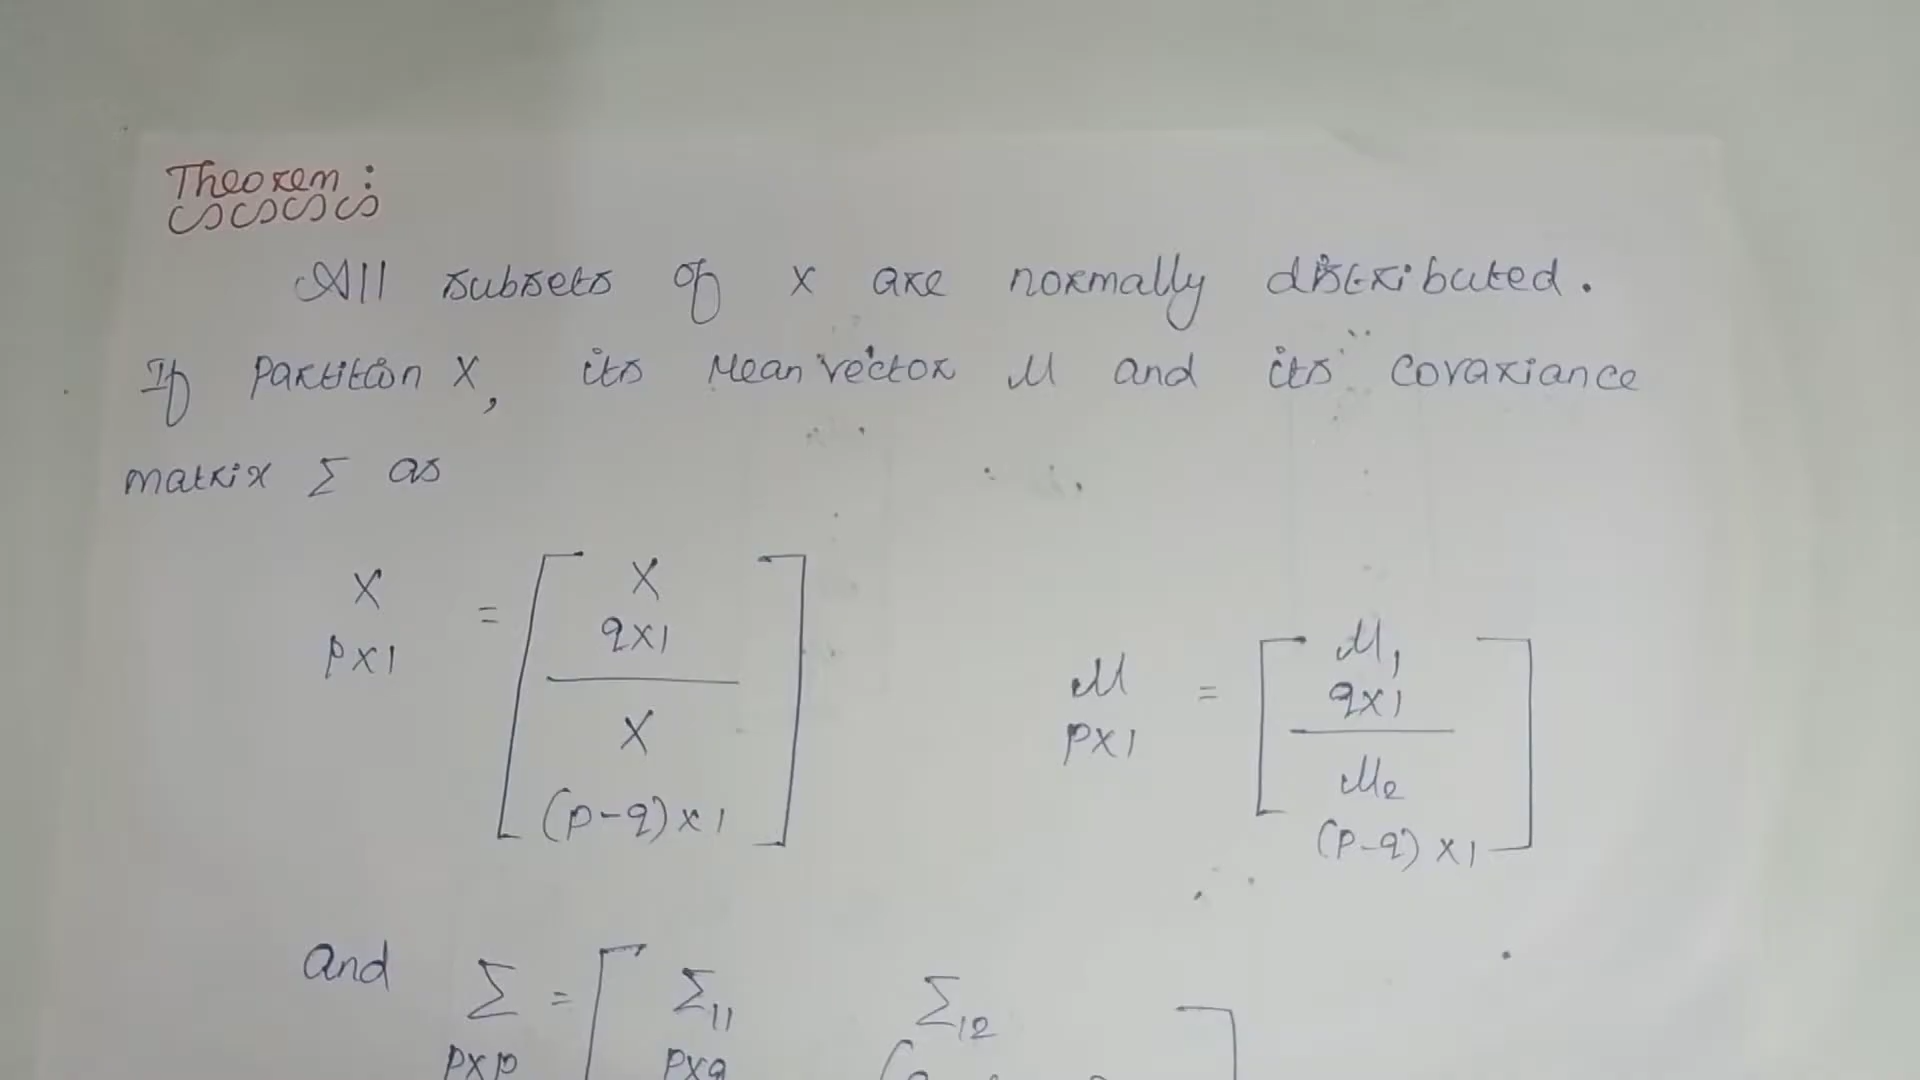 Theorem :
All subsets of X are normally distributed.
If Partition X, its Mean vector μ and its covariance
matrix Σ as
X = [ X
p×1 q×1
X
(p-q)×1 ]
μ = [ μ1
p×1 q×1
μ2
(p-q)×1 ]
And Σ = [ Σ11 Σ12
p×p p×q